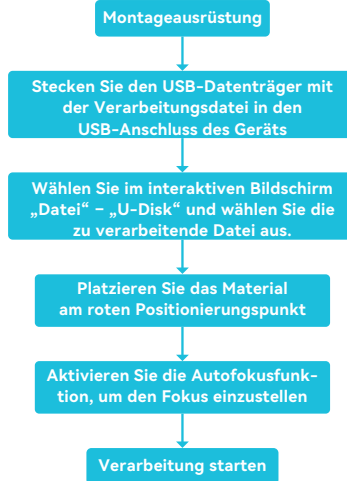 Montageausrüstung
Stecken Sie den USB-Datenträger mit
der Verarbeitungsdatei in den
USB-Anschluss des Geräts
Wählen Sie im interaktiven Bildschirm
„Datei“ – „U-Disk“ und wählen Sie die
zu verarbeitende Datei aus.
Platzieren Sie das Material
am roten Positionierungspunkt
Aktivieren Sie die Autofokusfunk-
tion, um den Fokus einzustellen
Verarbeitung starten